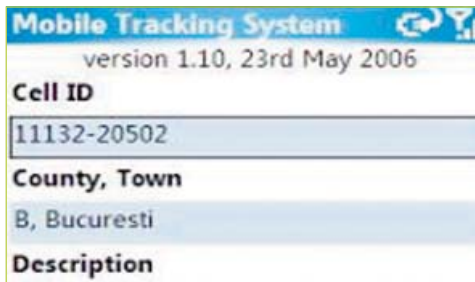 Mobile Tracking System
version 1.10, 23rd May 2006
Cell ID
11132-20502
County, Town
B, Bucuresti
Description